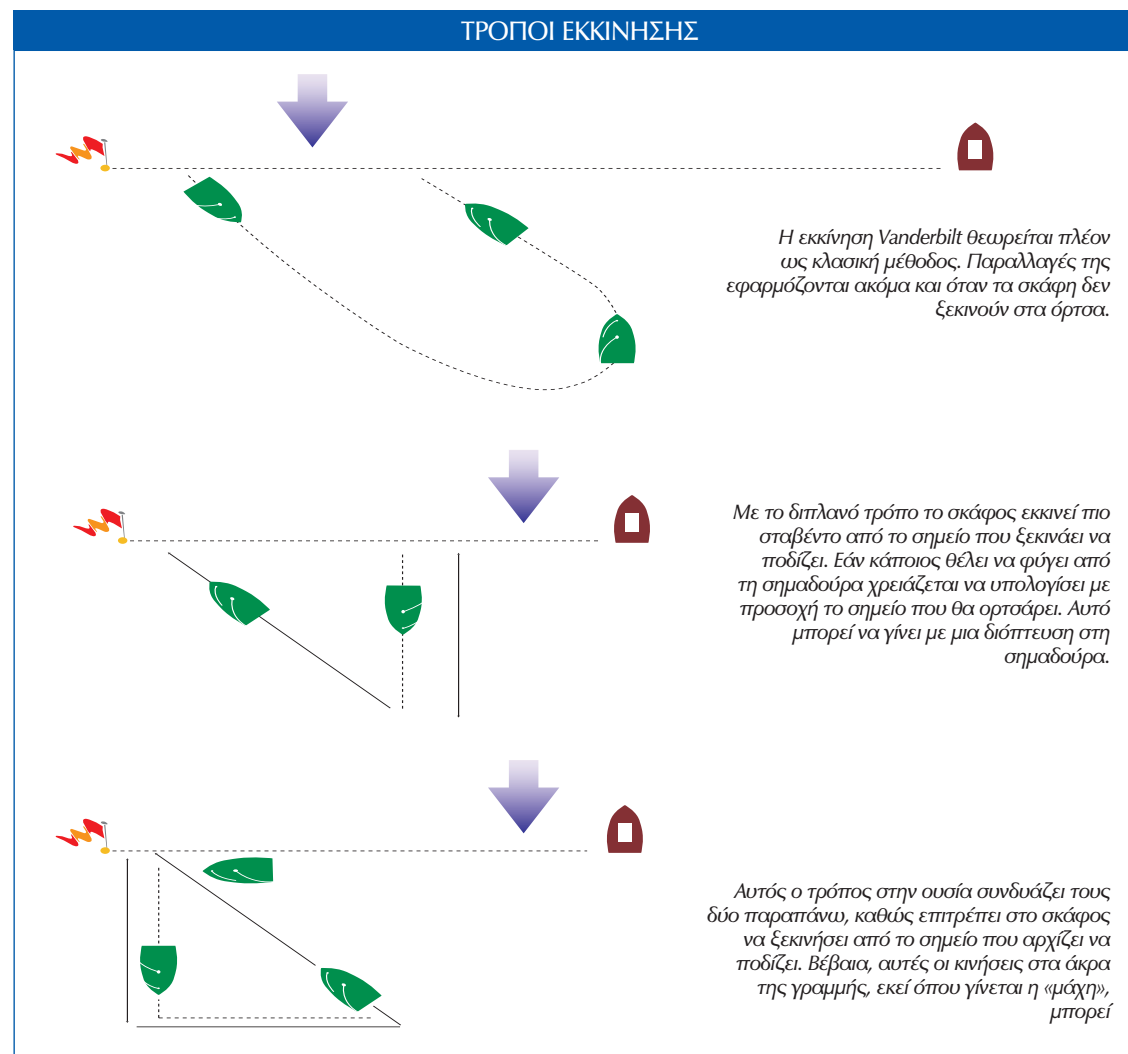 ΤΡΟΠΟΙ ΕΚΚΙΝΗΣΗΣ
Η εκκίνηση Vanderbilt θεωρείται πλέον
ως κλασική μέθοδος. Παραλλαγές της
εφαρμόζονται ακόμα και όταν τα σκάφη δεν
ξεκινούν στα όρτσα.
Με το διπλανό τρόπο το σκάφος εκκινεί πιο
σταβέντο από το σημείο που ξεκινάει να
ποδίζει. Εάν κάποιος θέλει να φύγει από
τη σημαδούρα χρειάζεται να υπολογίσει με
προσοχή το σημείο που θα ορτσάρει. Αυτό
μπορεί να γίνει με μια διόπτευση στη
σημαδούρα.
Αυτός ο τρόπος στην ουσία συνδυάζει τους
δύο παραπάνω, καθώς επιτρέπει στο σκάφος
να ξεκινήσει από το σημείο που αρχίζει να
ποδίζει. Βέβαια, αυτές οι κινήσεις στα άκρα
της γραμμής, εκεί όπου γίνεται η «μάχη»,
μπορεί